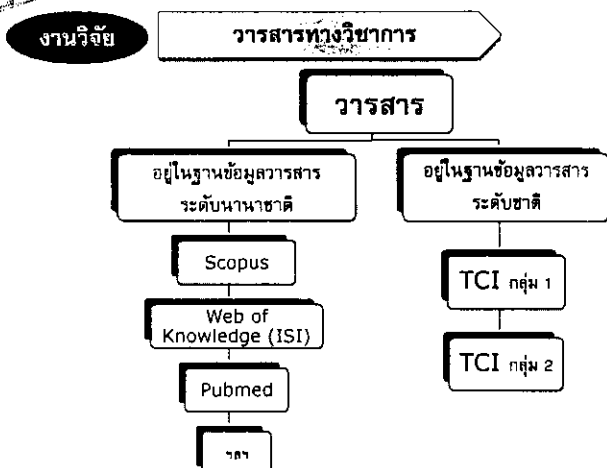 งานวิจัย
วารสารทางวิชาการ
วารสาร
อยู่ในฐานข้อมูลวารสาร
ระดับนานาชาติ
Scopus
Web of
Knowledge (ISI)
Pubmed
ฯลฯ
อยู่ในฐานข้อมูลวารสาร
ระดับชาติ
TCI กลุ่ม 1
TCI กลุ่ม 2